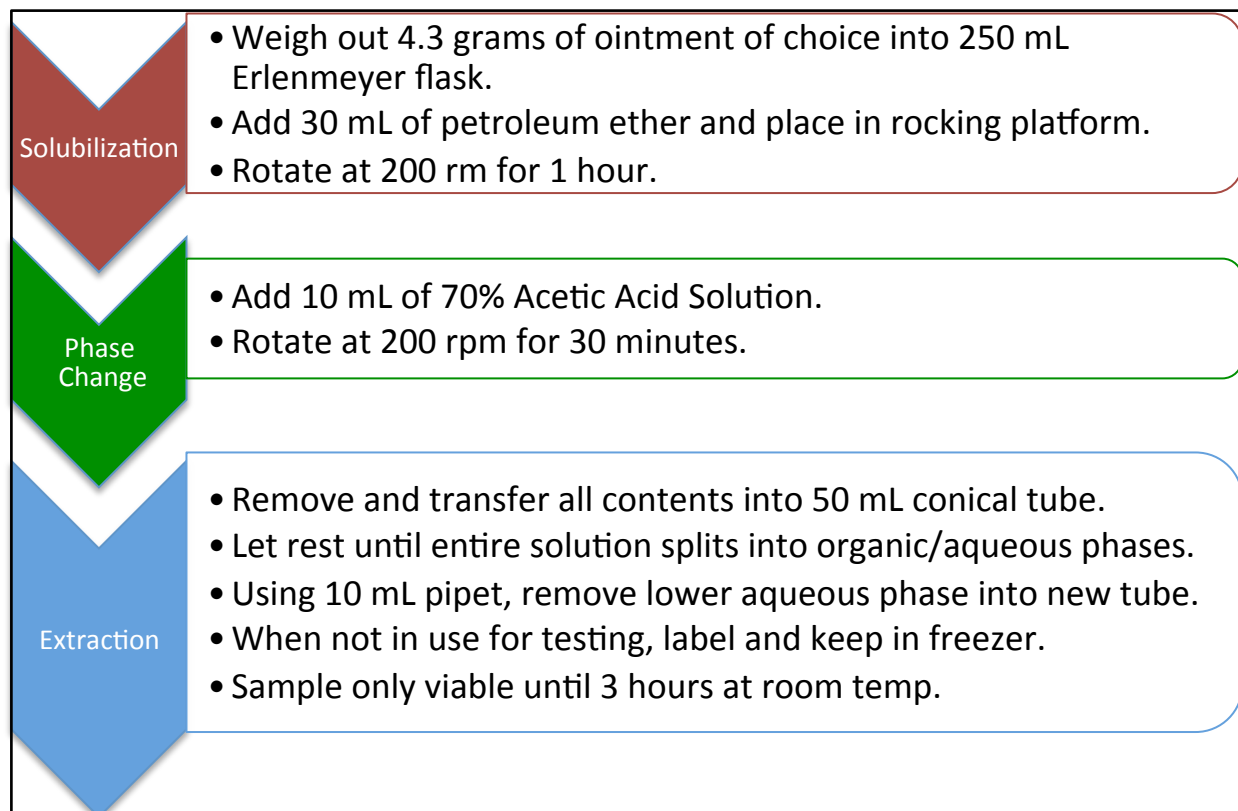 Solubilization
• Weigh out 4.3 grams of ointment of choice into 250 mL
Erlenmeyer flask.
• Add 30 mL of petroleum ether and place in rocking platform.
• Rotate at 200 rm for 1 hour.
Phase
Change
• Add 10 mL of 70% Acetic Acid Solution.
• Rotate at 200 rpm for 30 minutes.
Extraction
• Remove and transfer all contents into 50 mL conical tube.
• Let rest until entire solution splits into organic/aqueous phases.
• Using 10 mL pipet, remove lower aqueous phase into new tube.
• When not in use for testing, label and keep in freezer.
• Sample only viable until 3 hours at room temp.